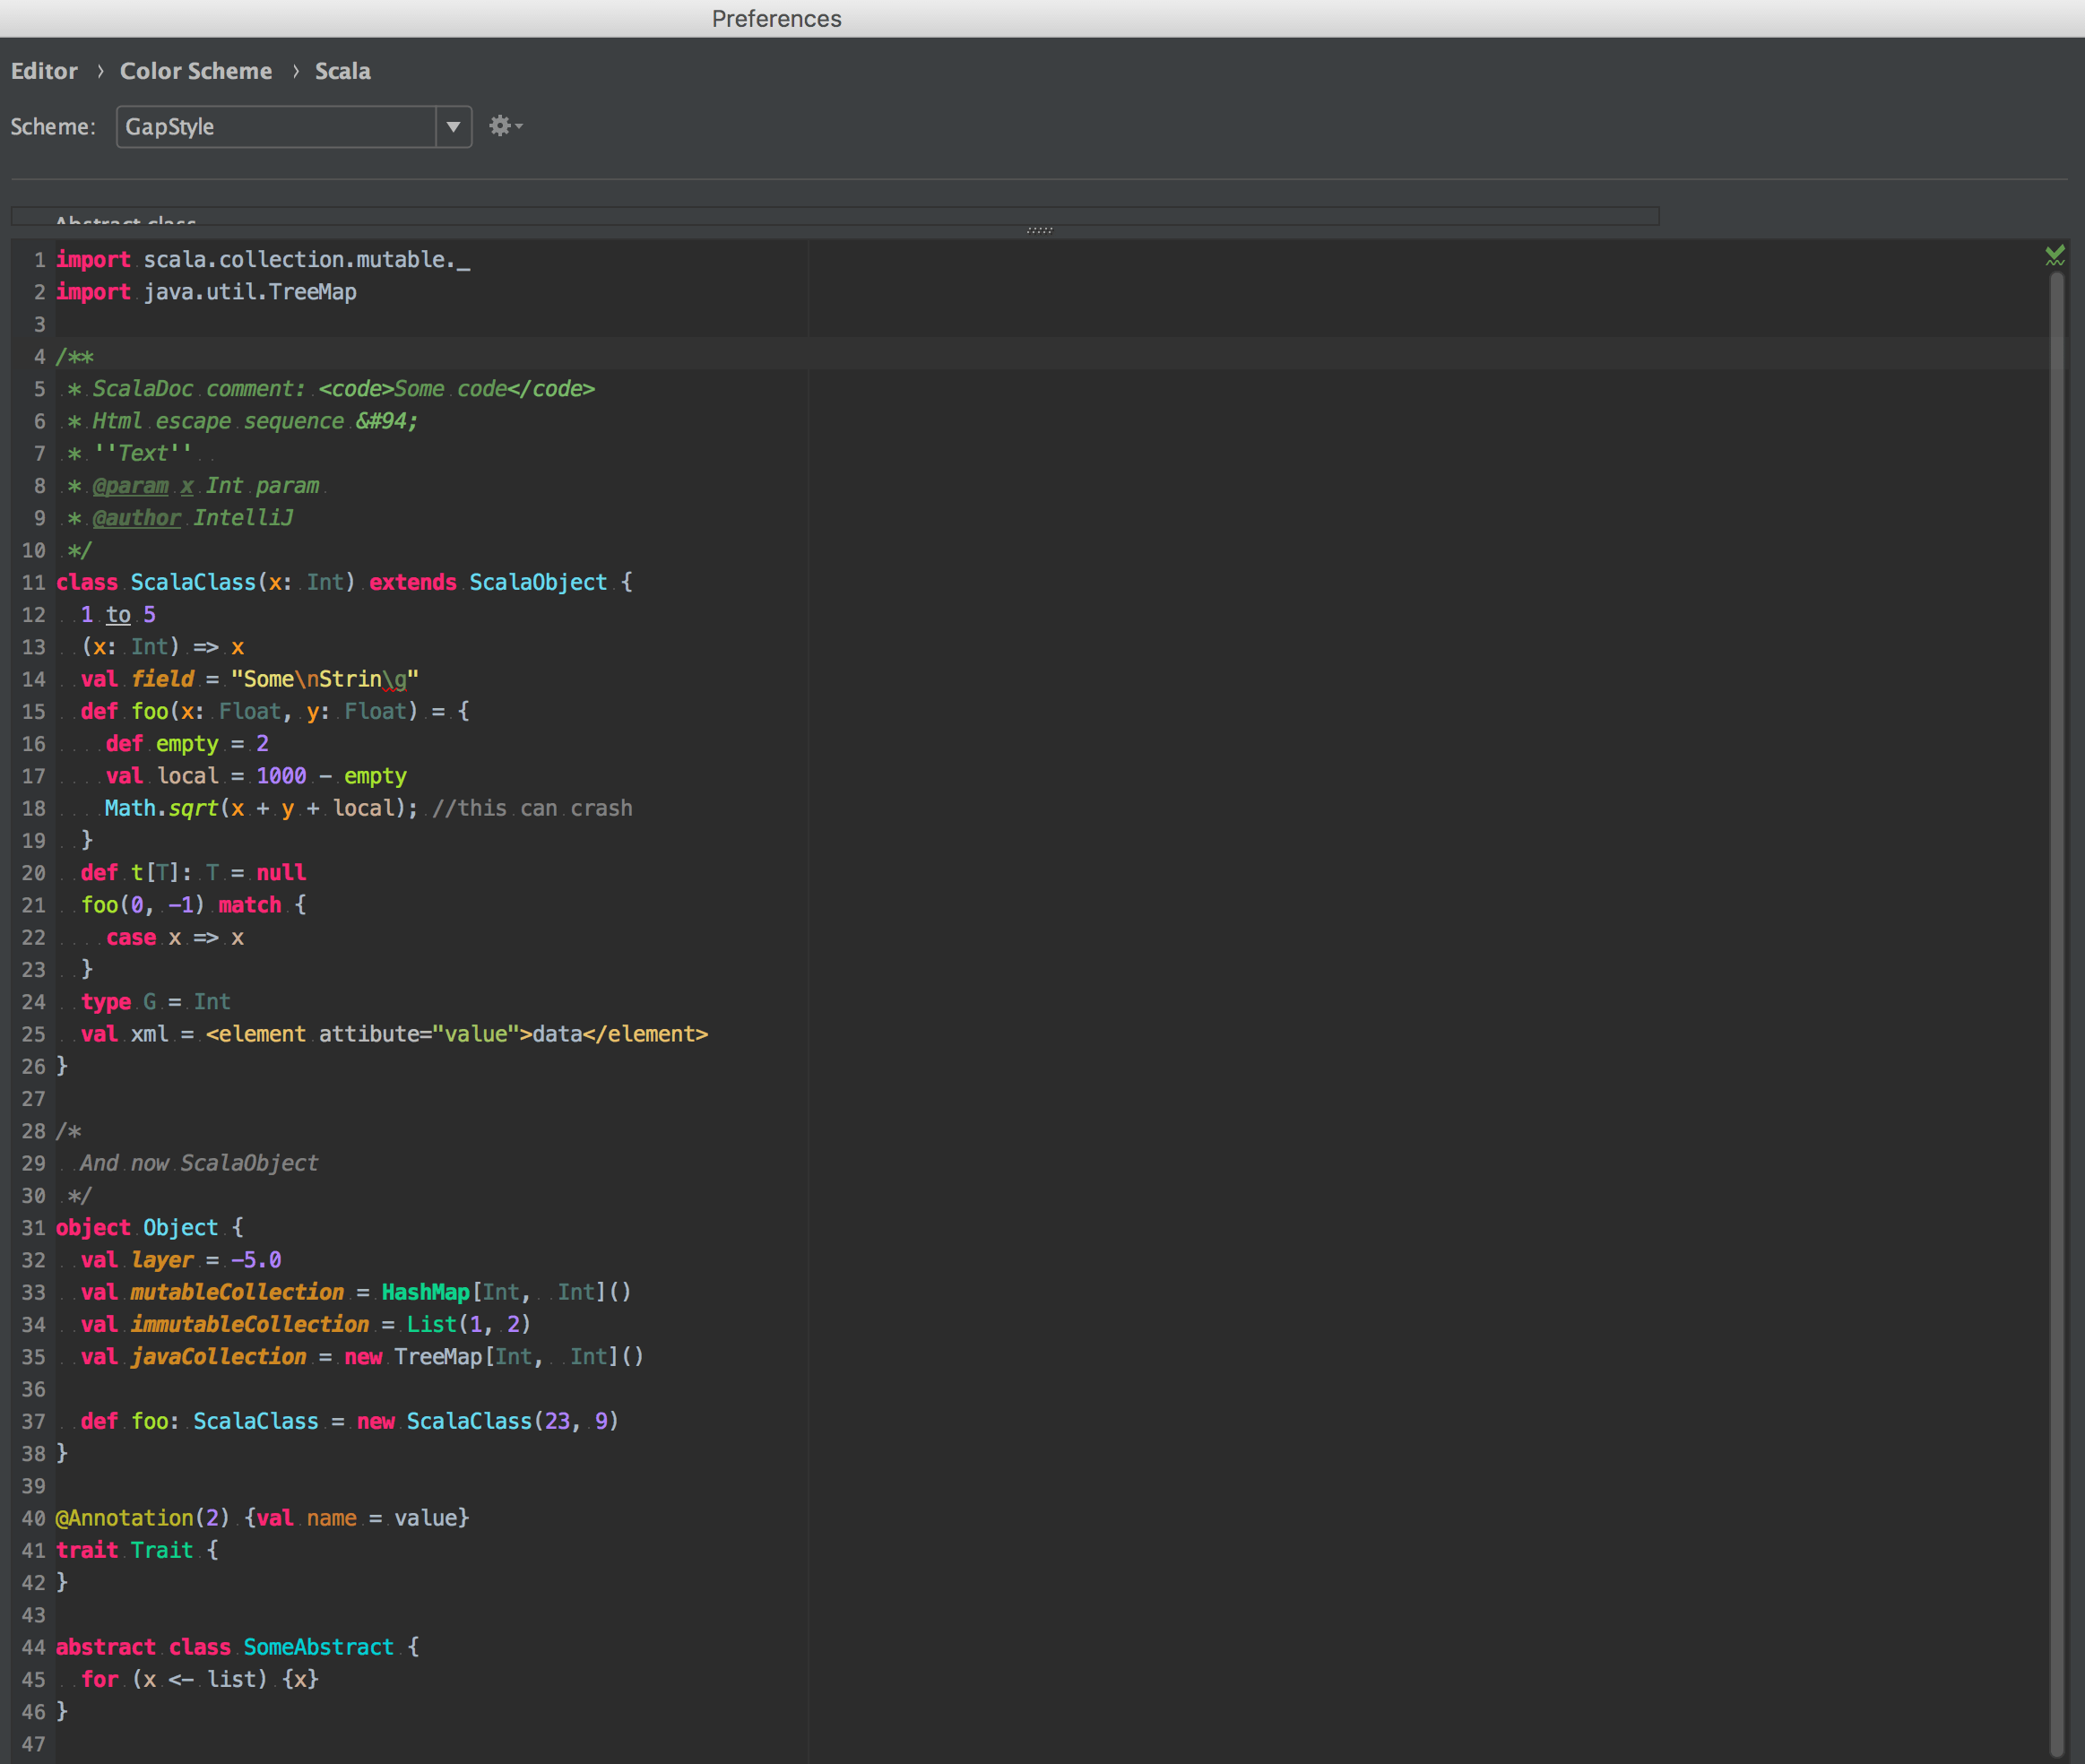 Preferences
Editor › Color Scheme › Scala
Scheme: GapStyle
Abstract class
1 import scala.collection.mutable._
2 import java.util.TreeMap
3
4 /**
5  * ScalaDoc comment: <code>Some code</code>
6  * Html escape sequence &#94;
7  * ''Text''
8  * @param x Int param
9  * @author IntelliJ
10  */
11 class ScalaClass(x: Int) extends ScalaObject {
12   1 to 5
13   (x: Int) => x
14   val field = "Some\nStrin\g"
15   def foo(x: Float, y: Float) = {
16     def empty = 2
17     val local = 1000 - empty
18     Math.sqrt(x + y + local); //this can crash
19   }
20   def t[T]: T = null
21   foo(0, -1) match {
22     case x => x
23   }
24   type G = Int
25   val xml = <element attibute="value">data</element>
26 }
27
28 /*
29   And now ScalaObject
30  */
31 object Object {
32   val layer = -5.0
33   val mutableCollection = HashMap[Int,  Int]()
34   val immutableCollection = List(1, 2)
35   val javaCollection = new TreeMap[Int,  Int]()
36
37   def foo: ScalaClass = new ScalaClass(23, 9)
38 }
39
40 @Annotation(2) {val name = value}
41 trait Trait {
42 }
43
44 abstract class SomeAbstract {
45   for (x <- list) {x}
46 }
47